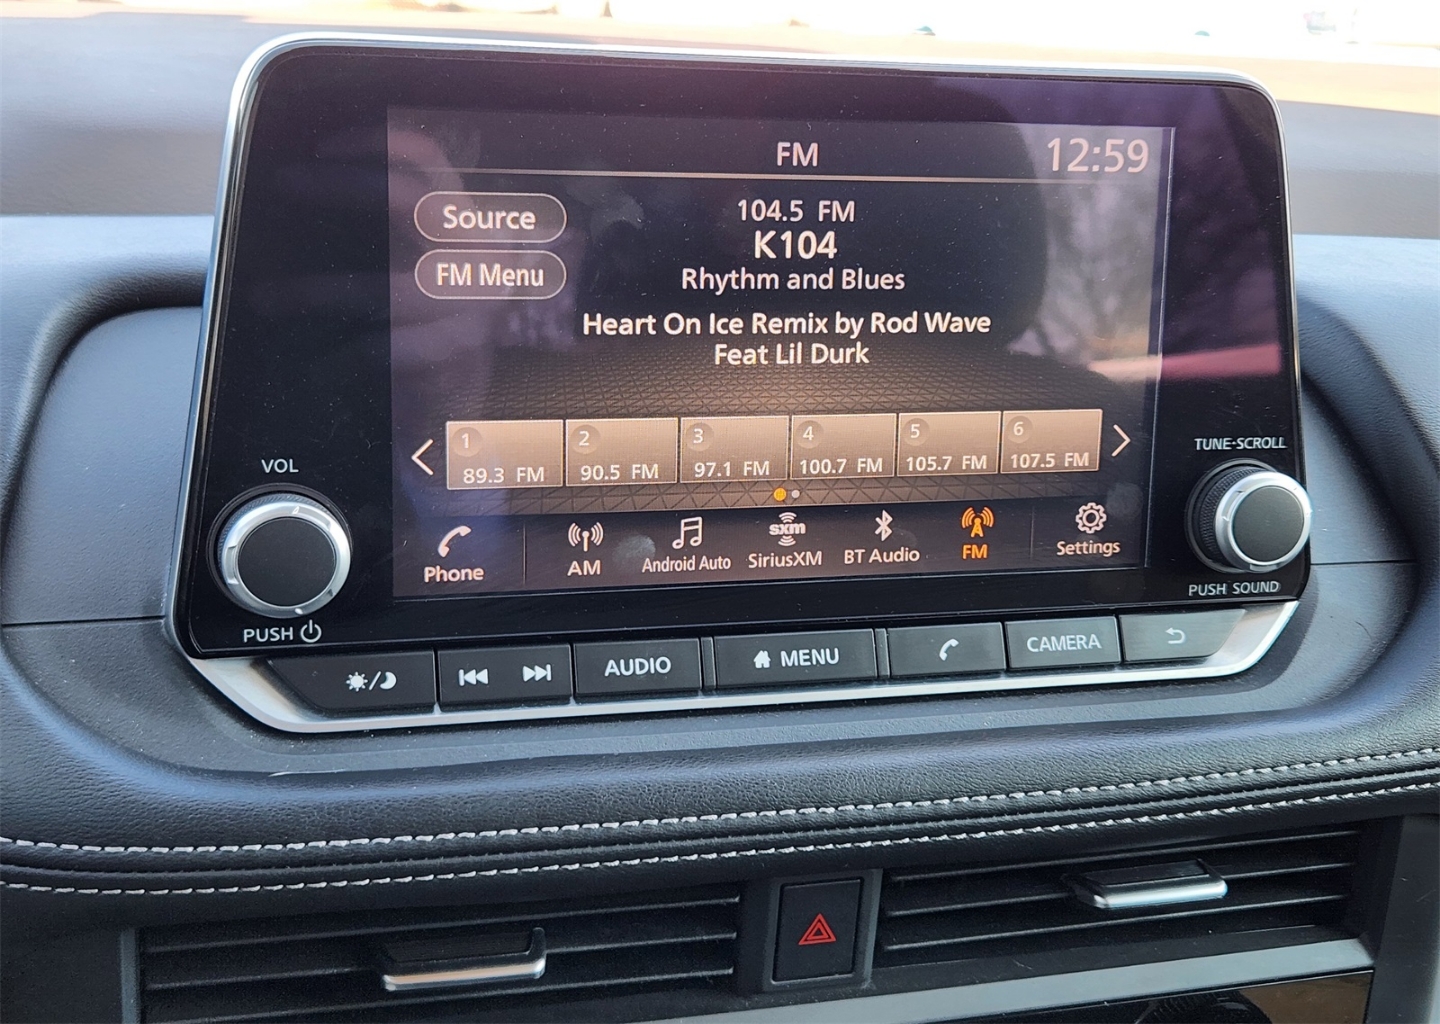 FM 12:59
Source
FM Menu
104.5 FM
K104
Rhythm and Blues
Heart On Ice Remix by Rod Wave
Feat Lil Durk
1 2 3 4 5 6
89.3 FM 90.5 FM 97.1 FM 100.7 FM 105.7 FM 107.5 FM
sxm
Phone AM Android Auto SiriusXM BT Audio FM Settings
VOL
PUSH
TUNE·SCROLL
PUSH SOUND
AUDIO MENU CAMERA